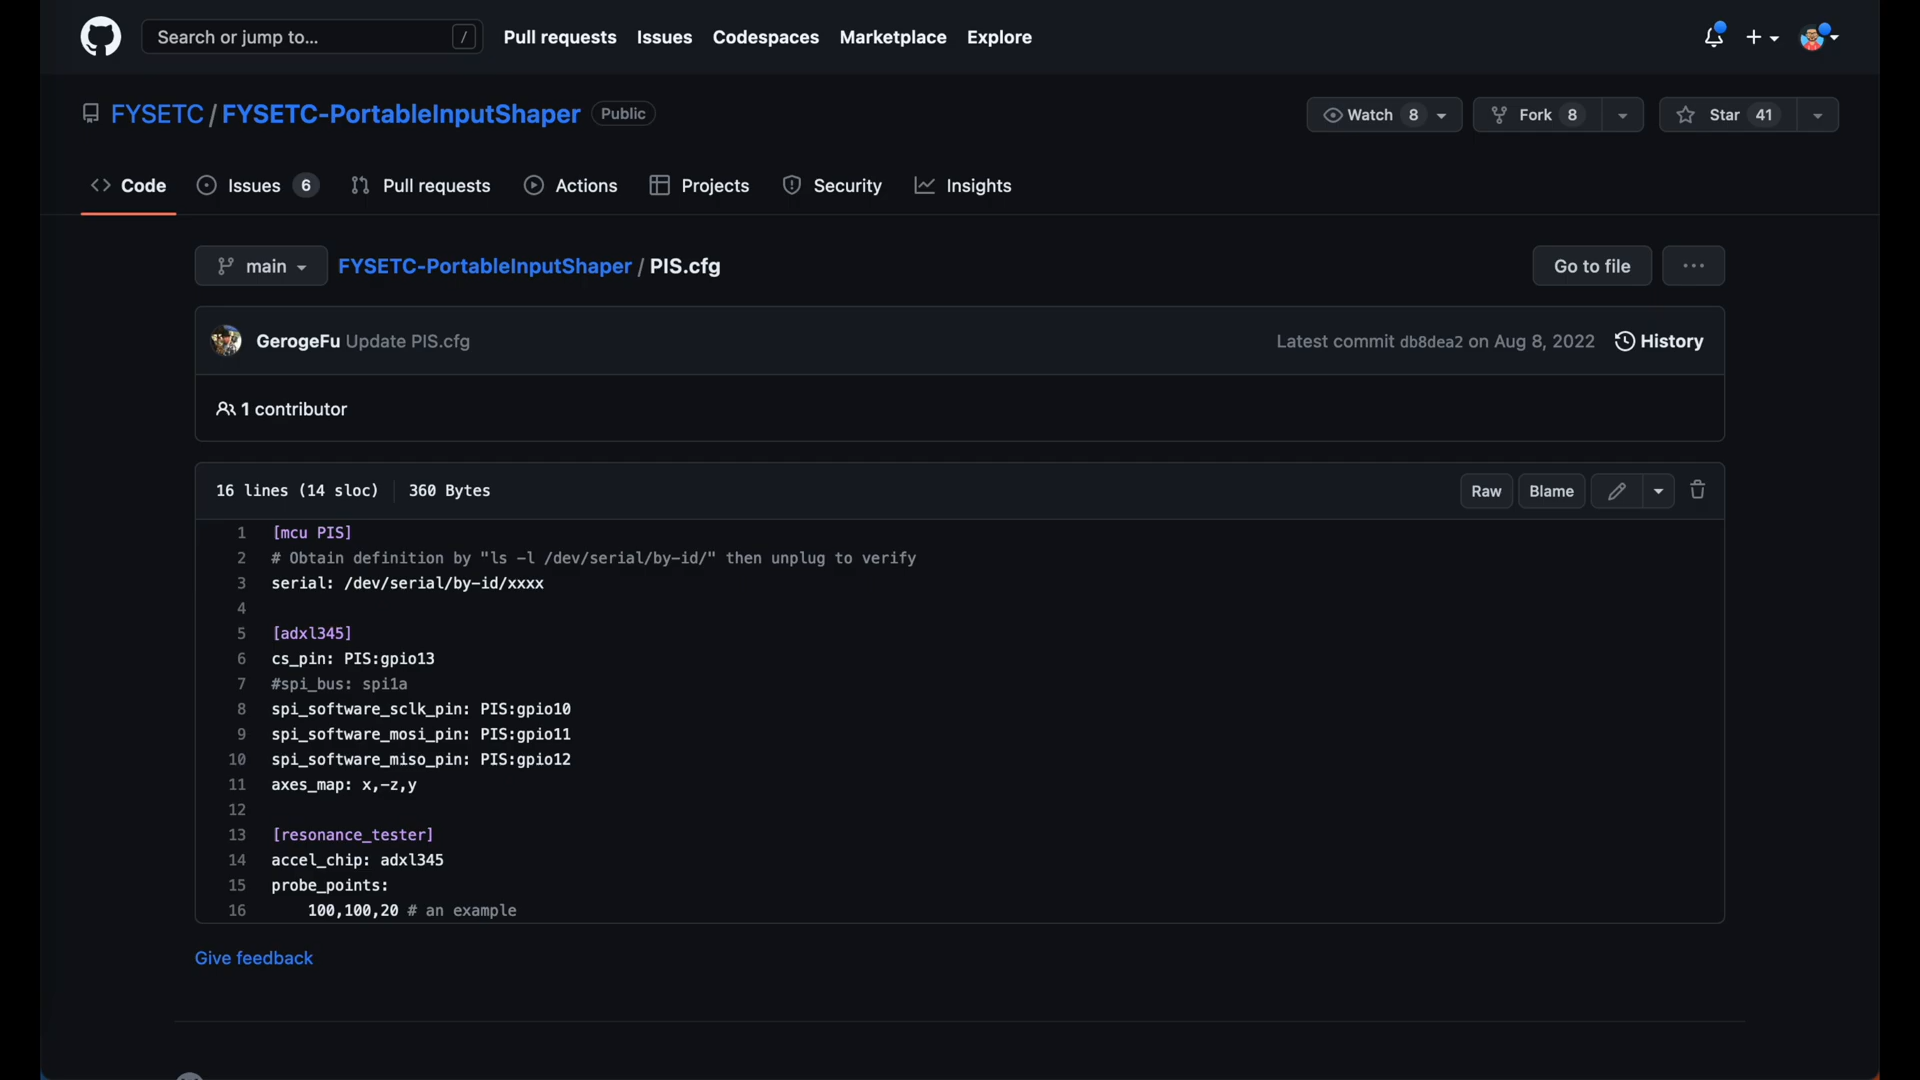 Search or jump to... / Pull requests Issues Codespaces Marketplace Explore
FYSETC / FYSETC-PortableInputShaper Public Watch 8 Fork 8 Star 41
Code Issues 6 Pull requests Actions Projects Security Insights
main FYSETC-PortableInputShaper / PIS.cfg Go to file ...
GerogeFu Update PIS.cfg Latest commit db8dea2 on Aug 8, 2022 History
1 contributor
16 lines (14 sloc) 360 Bytes Raw Blame
1 [mcu PIS]
2 # Obtain definition by "ls -l /dev/serial/by-id/" then unplug to verify
3 serial: /dev/serial/by-id/xxxx
4
5 [adxl345]
6 cs_pin: PIS:gpio13
7 #spi_bus: spi1a
8 spi_software_sclk_pin: PIS:gpio10
9 spi_software_mosi_pin: PIS:gpio11
10 spi_software_miso_pin: PIS:gpio12
11 axes_map: x,-z,y
12
13 [resonance_tester]
14 accel_chip: adxl345
15 probe_points:
16 100,100,20 # an example
Give feedback